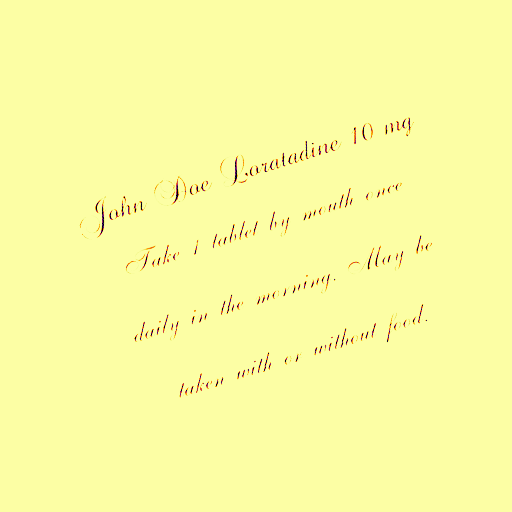 John Doe Loratadine 10 mg
Take 1 tablet by mouth once
daily in the morning. May be
taken with or without food.